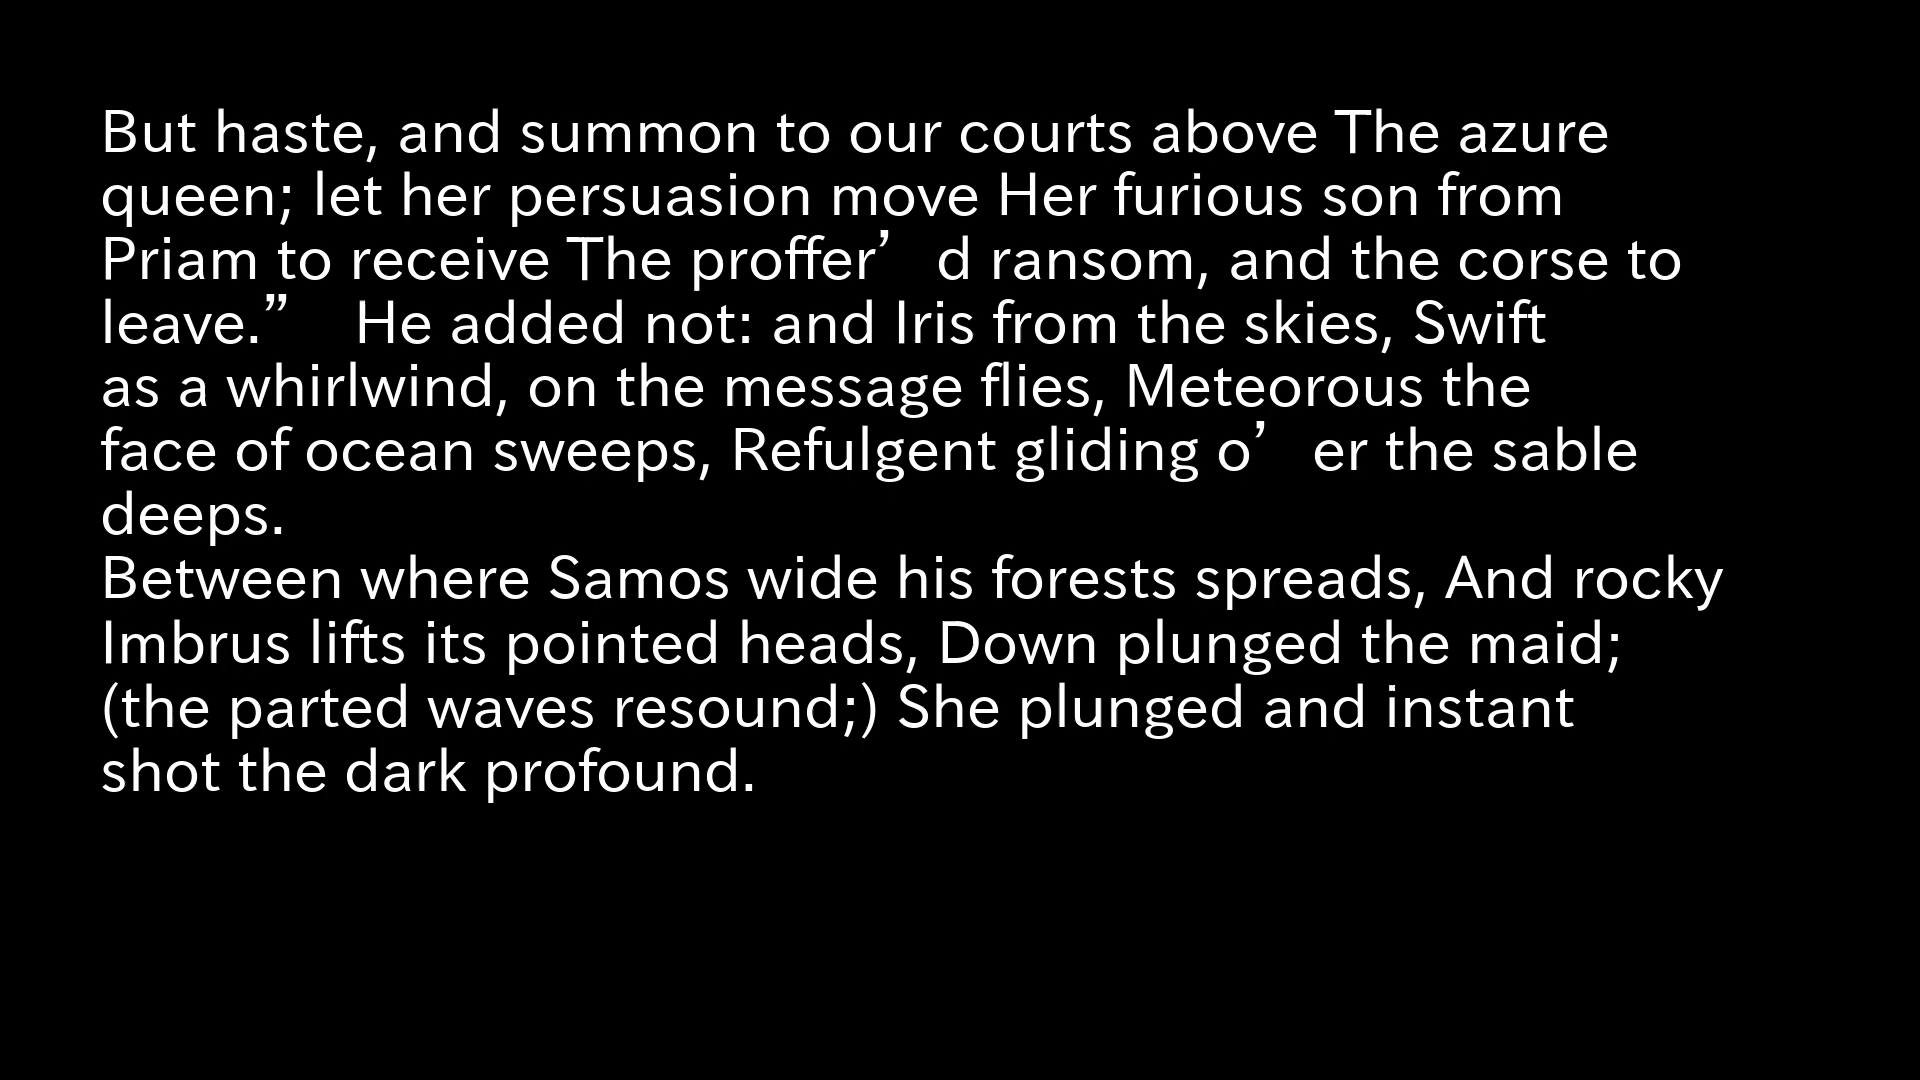 But haste, and summon to our courts above The azure
queen; let her persuasion move Her furious son from
Priam to receive The proffer’d ransom, and the corse to
leave.” He added not: and Iris from the skies, Swift
as a whirlwind, on the message flies, Meteorous the
face of ocean sweeps, Refulgent gliding o’er the sable
deeps.
Between where Samos wide his forests spreads, And rocky
Imbrus lifts its pointed heads, Down plunged the maid;
(the parted waves resound;) She plunged and instant
shot the dark profound.